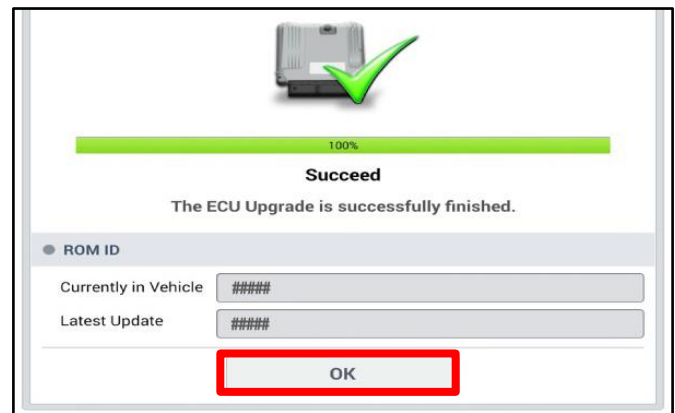 100%
Succeed
The ECU Upgrade is successfully finished.
ROM ID
Currently in Vehicle #####
Latest Update #####
OK